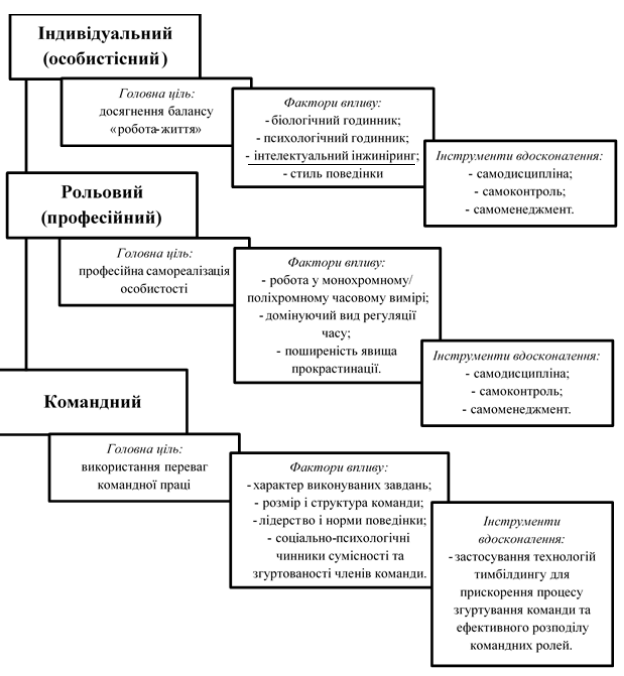 Індивідуальний
(особистісний)
Головна ціль:
досягнення балансу
«робота-життя»
Фактори впливу:
- біологічний годинник;
- психологічний годинник;
- інтелектуальний інжиніринг;
- стиль поведінки
Інструменти вдосконалення:
- самодисципліна;
- самоконтроль;
- самоменеджмент.
Рольовий
(професійний)
Головна ціль:
професійна самореалізація
особистості
Фактори впливу:
- робота у монохромному/
поліхромному часовому вимірі;
- домінуючий вид регуляції
часу;
- поширеність явища
прокрастинації.
Інструменти вдосконалення:
- самодисципліна;
- самоконтроль;
- самоменеджмент.
Командний
Головна ціль:
використання переваг
командної праці
Фактори впливу:
- характер виконуваних завдань;
- розмір і структура команди;
- лідерство і норми поведінки;
- соціально-психологічні
чинники сумісності та
згуртованості членів команди.
Інструменти
вдосконалення:
- застосування технологій
тимбілдингу для
прискорення процесу
згуртування команди та
ефективного розподілу
командних ролей.